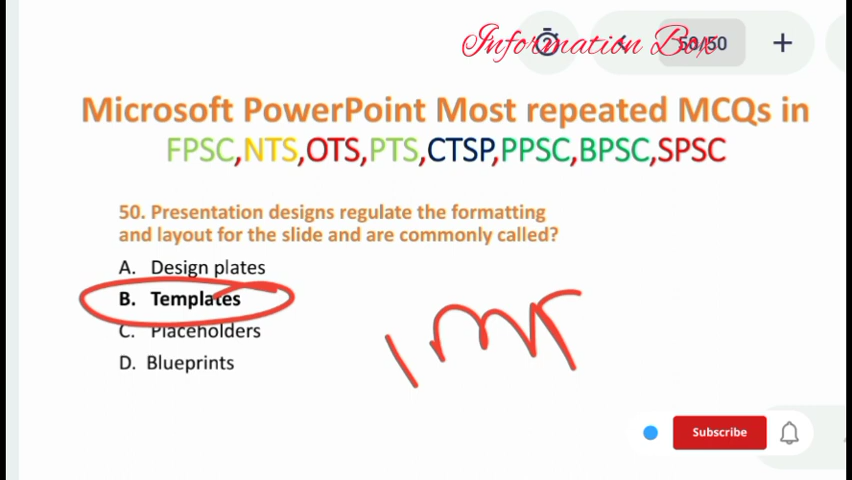 Information Box
50/50
Microsoft PowerPoint Most repeated MCQs in
FPSC,NTS,OTS,PTS,CTSP,PPSC,BPSC,SPSC
50. Presentation designs regulate the formatting
and layout for the slide and are commonly called?
A. Design plates
B. Templates
C. Placeholders
D. Blueprints
Subscribe